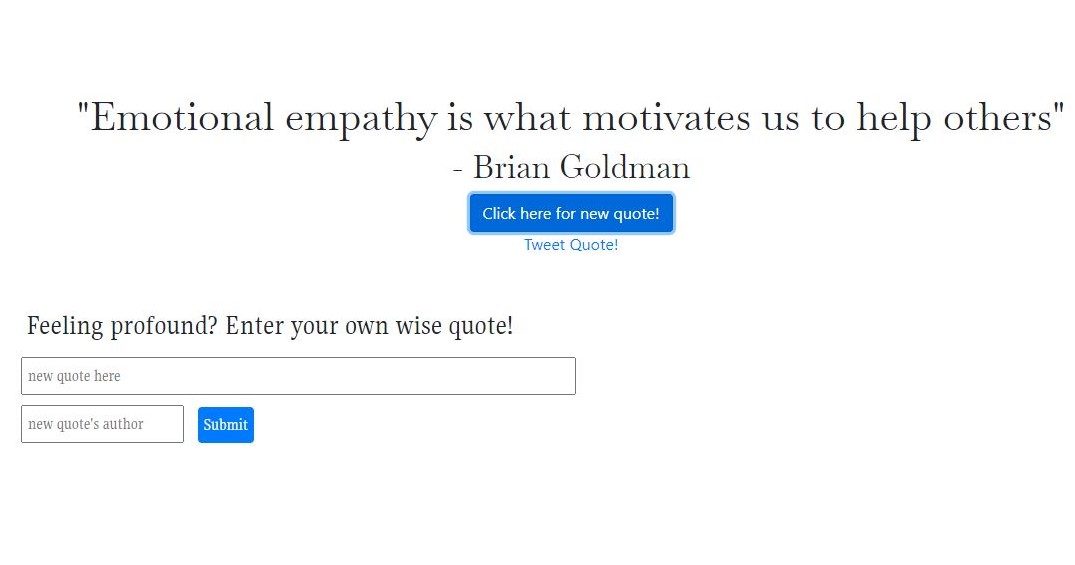 "Emotional empathy is what motivates us to help others"
- Brian Goldman
Click here for new quote!
Tweet Quote!
Feeling profound? Enter your own wise quote!
new quote here
new quote's author
Submit